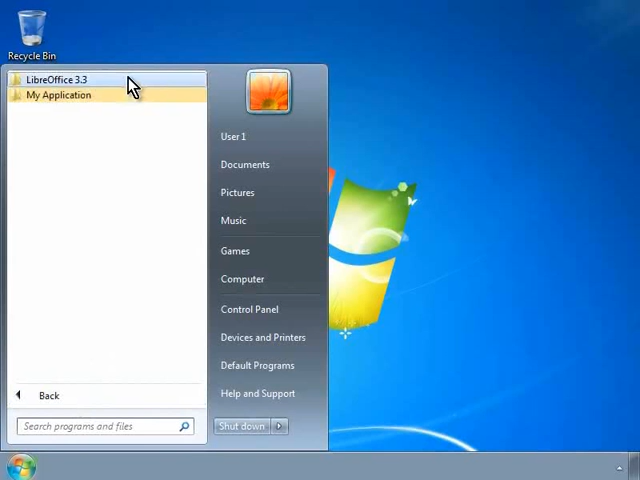 Recycle Bin
LibreOffice 3.3
My Application
User 1
Documents
Pictures
Music
Games
Computer
Control Panel
Devices and Printers
Default Programs
Help and Support
Back
Search programs and files
Shut down